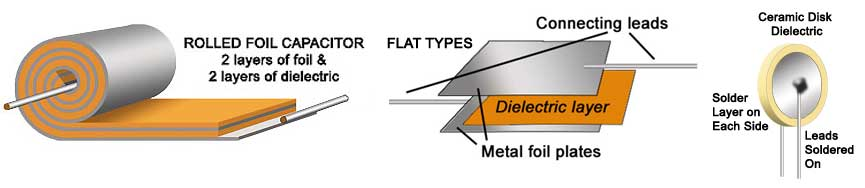 ROLLED FOIL CAPACITOR
2 layers of foil &
2 layers of dielectric
FLAT TYPES
Connecting leads
Dielectric layer
Metal foil plates
Ceramic Disk
Dielectric
Solder
Layer on
Each Side
Leads
Soldered
On